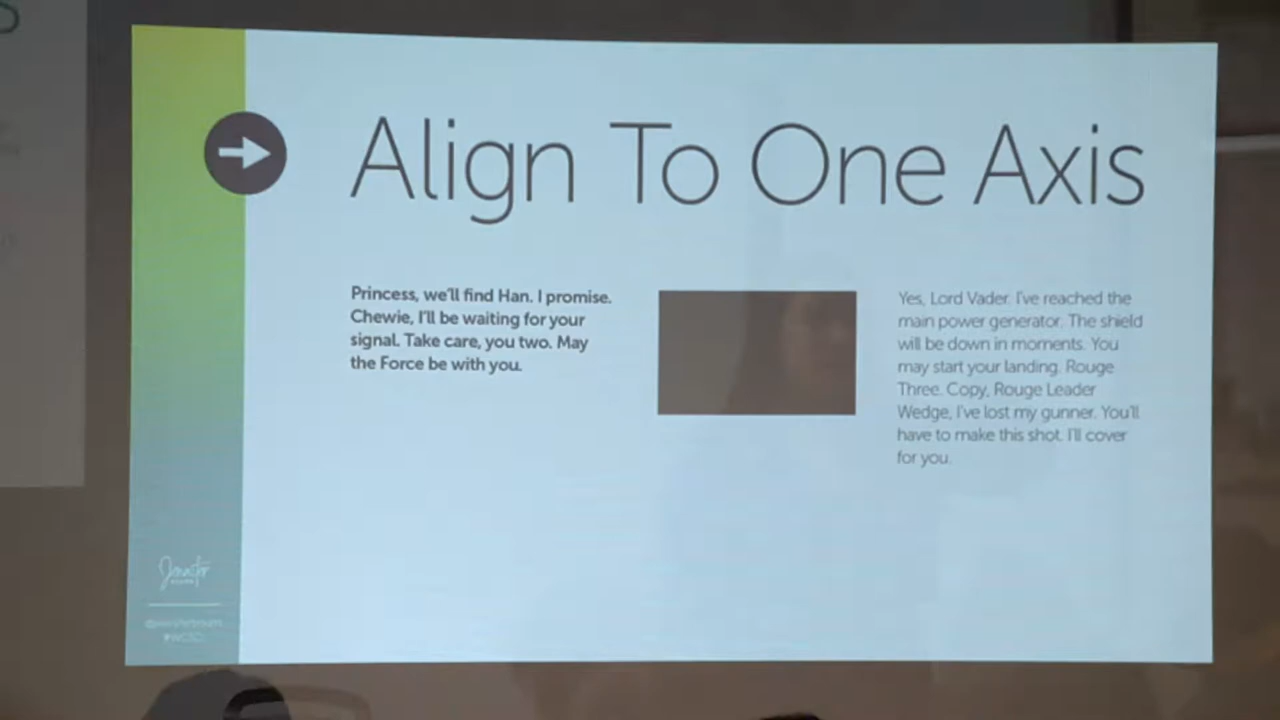 Align To One Axis
Princess, we'll find Han. I promise.
Chewie, I'll be waiting for your
signal. Take care, you two. May
the Force be with you.
Yes, Lord Vader. I've reached the
main power generator. The shield
will be down in moments. You
may start your landing. Rouge
Three. Copy, Rouge Leader
Wedge, I've lost my gunner. You'll
have to make this shot. I'll cover
for you.
Jennifer